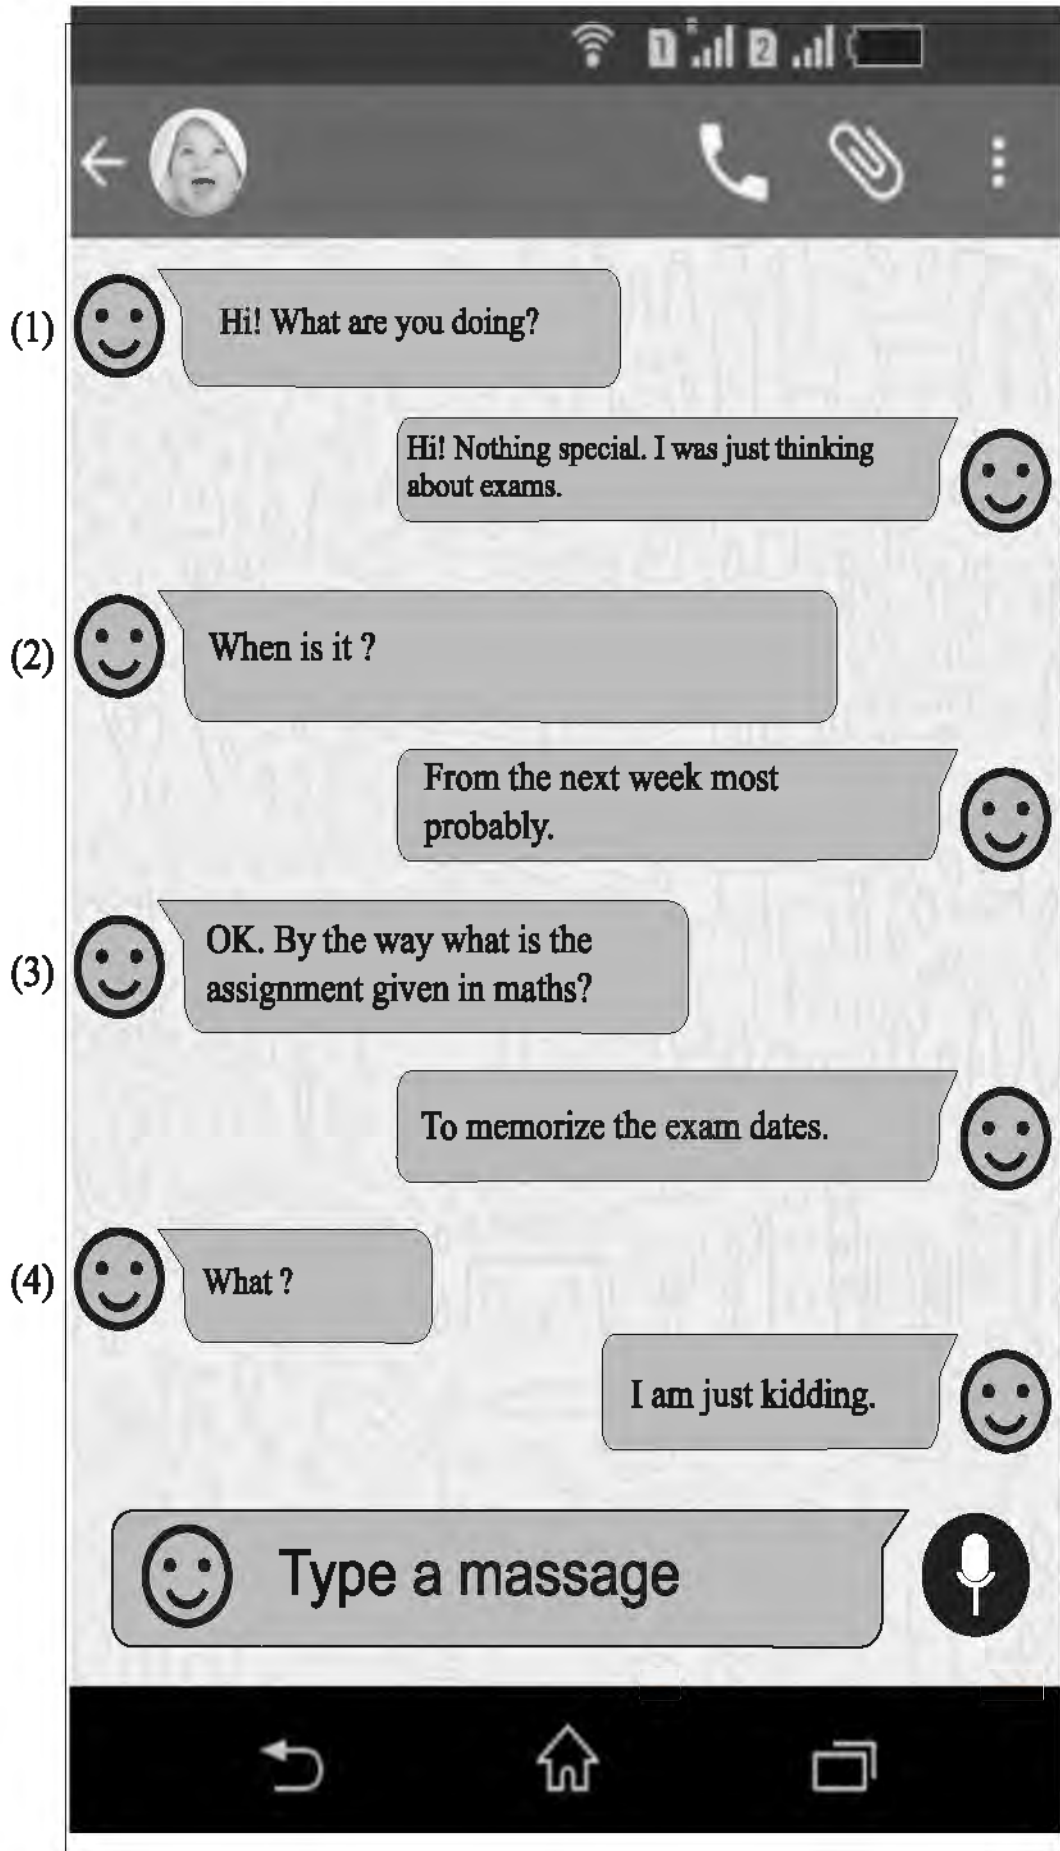 1 2
(1) Hi! What are you doing?
Hi! Nothing special. I was just thinking
about exams.
(2) When is it ?
From the next week most
probably.
(3) OK. By the way what is the
assignment given in maths?
To memorize the exam dates.
(4) What ?
I am just kidding.
Type a massage